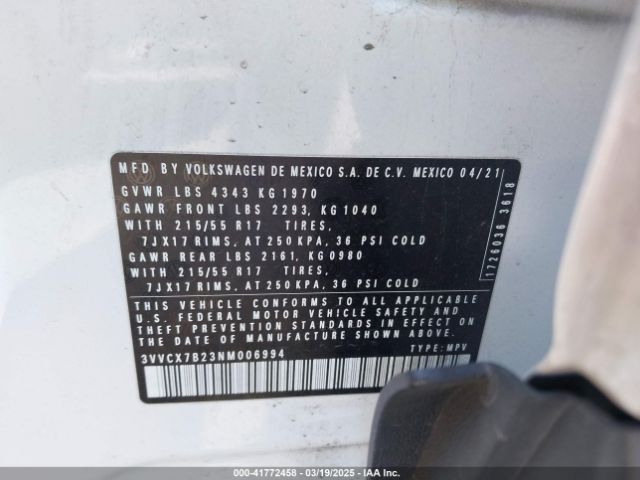 MFD BY VOLKSWAGEN DE MEXICO S.A. DE C.V. MEXICO 04/21
GVWR LBS 4343 KG 1970
GAWR FRONT LBS 2293, KG 1040
WITH 215/55 R17 TIRES,
7JX17 RIMS, AT 250 KPA, 36 PSI COLD
GAWR REAR LBS 2161, KG0980
WITH 215/55 R17 TIRES,
7JX17 RIMS, AT 250 KPA, 36 PSI COLD
THIS VEHICLE CONFORMS TO ALL APPLICABLE
U.S. FEDERAL MOTOR VEHICLE SAFETY AND
THEFT PREVENTION STANDARDS IN EFFECT ON
THE DATE OF MANUFACTURE SHOWN ABOVE.
3VVCX7B23NM006994 TYPE: MPV
1726036 3618
000-41772458 - 03/19/2025 - IAA Inc.